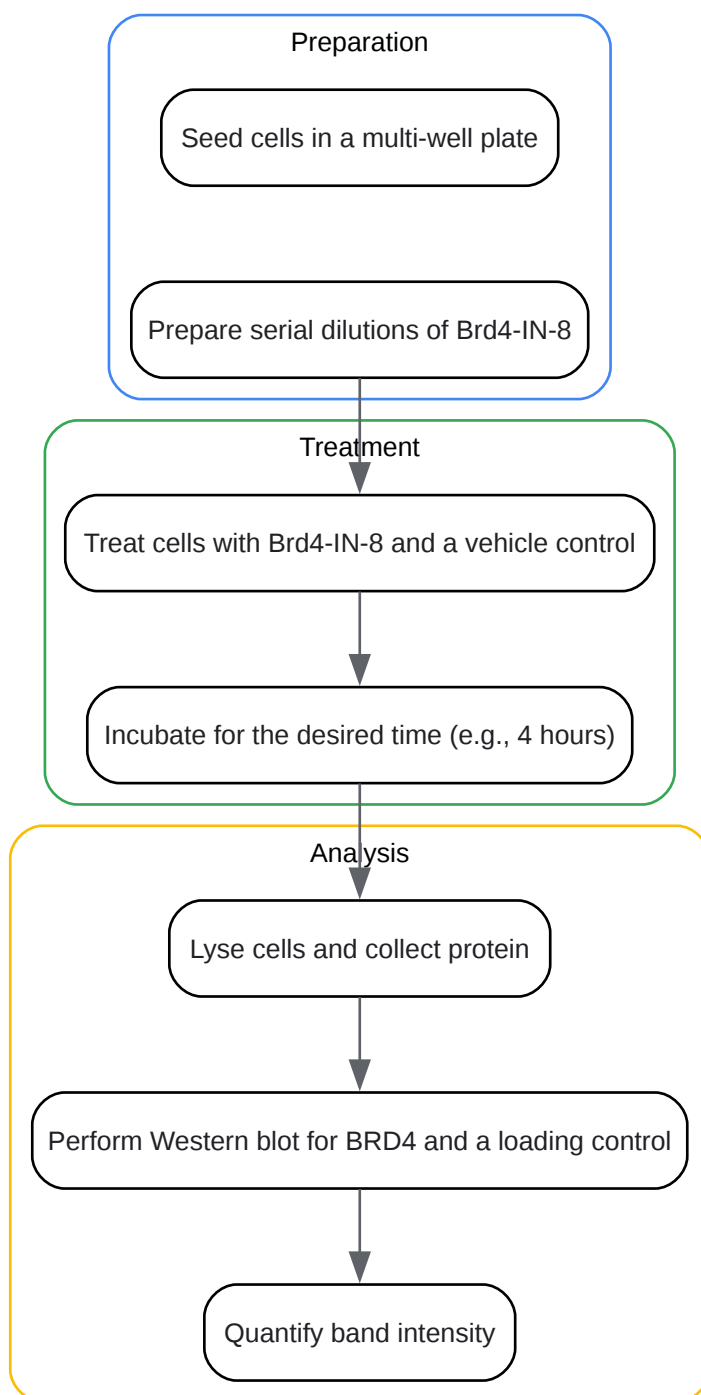 Preparation
Seed cells in a multi-well plate
Prepare serial dilutions of Brd4-IN-8
Treatment
Treat cells with Brd4-IN-8 and a vehicle control
Incubate for the desired time (e.g., 4 hours)
Analysis
Lyse cells and collect protein
Perform Western blot for BRD4 and a loading control
Quantify band intensity